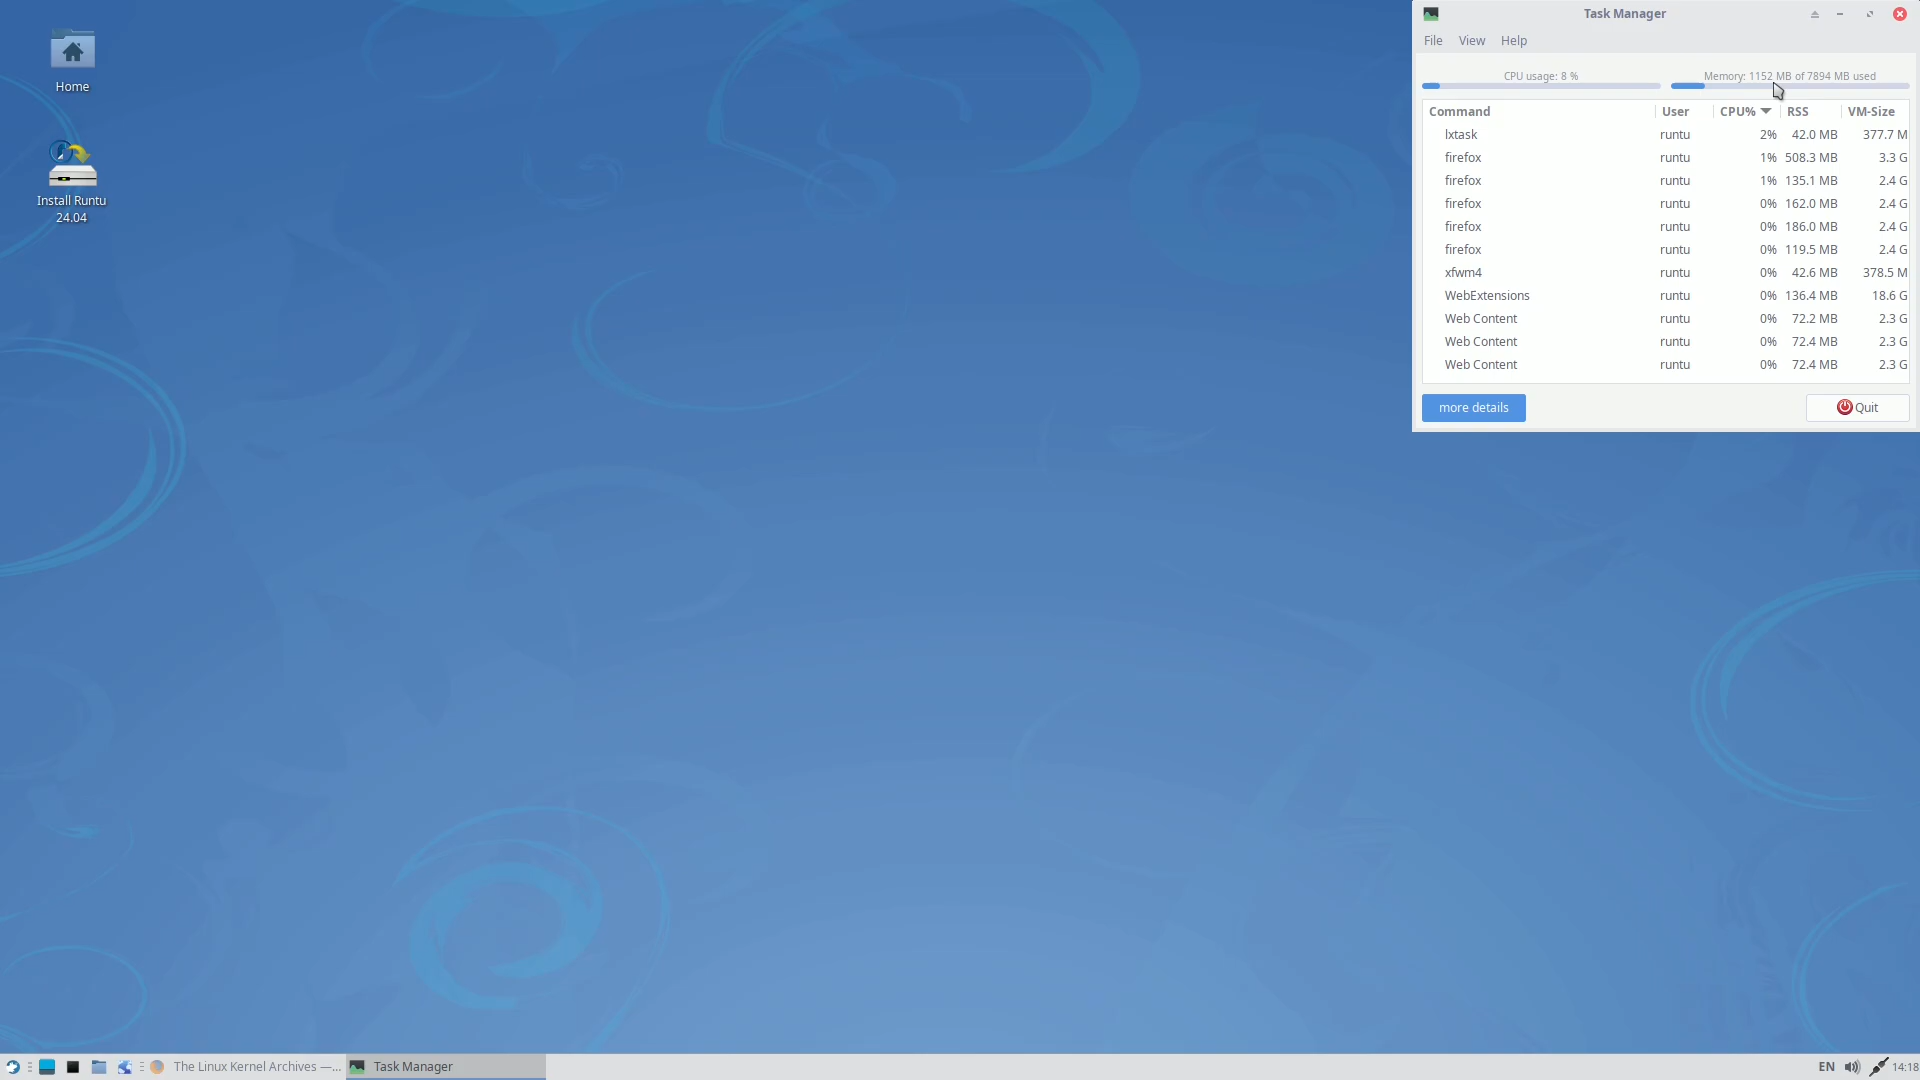 Home
Install Runtu
24.04
Task Manager
File View Help
CPU usage: 8 % Memory: 1152 MB of 7894 MB used
Command User CPU% RSS VM-Size
lxtask runtu 2% 42.0 MB 377.7 M
firefox runtu 1% 508.3 MB 3.3 G
firefox runtu 1% 135.1 MB 2.4 G
firefox runtu 0% 162.0 MB 2.4 G
firefox runtu 0% 186.0 MB 2.4 G
firefox runtu 0% 119.5 MB 2.4 G
xfwm4 runtu 0% 42.6 MB 378.5 M
WebExtensions runtu 0% 136.4 MB 18.6 G
Web Content runtu 0% 72.2 MB 2.3 G
Web Content runtu 0% 72.4 MB 2.3 G
Web Content runtu 0% 72.4 MB 2.3 G
more details Quit
The Linux Kernel Archives —... Task Manager EN 14:18